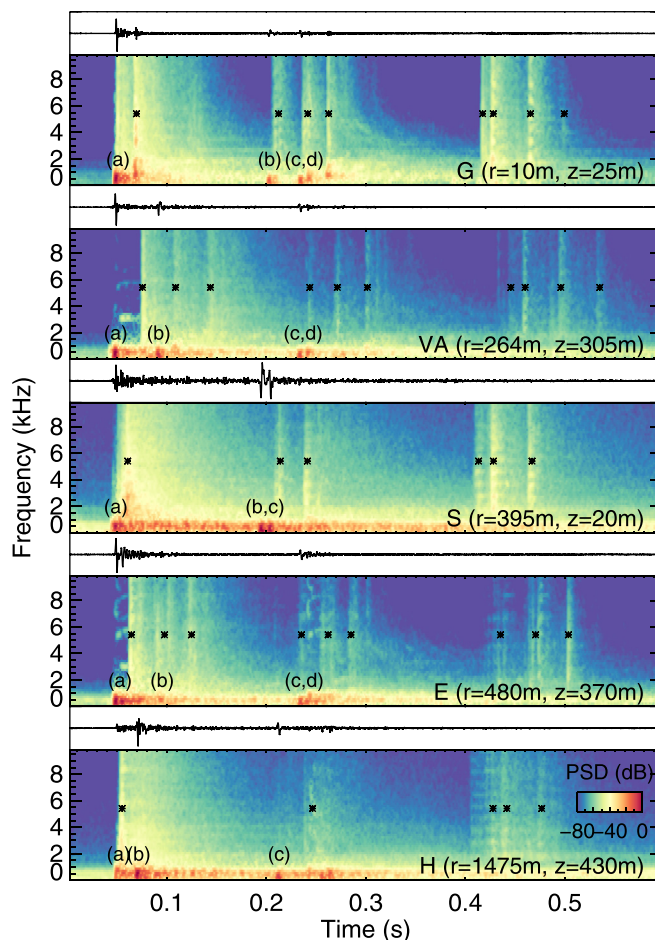 8
6
4
2
0
(a)
(b)
(c,d)
G (r=10m, z=25m)
8
6
4
2
0
(a)
(b)
(c,d)
VA (r=264m, z=305m)
8
6
4
2
0
(a)
(b,c)
S (r=395m, z=20m)
8
6
4
2
0
(a)
(b)
(c,d)
E (r=480m, z=370m)
8
6
4
2
0
(a)
(b)
(c)
PSD (dB)
−80 −40 0
H (r=1475m, z=430m)
0.1 0.2 0.3 0.4 0.5
Time (s)
Frequency (kHz)